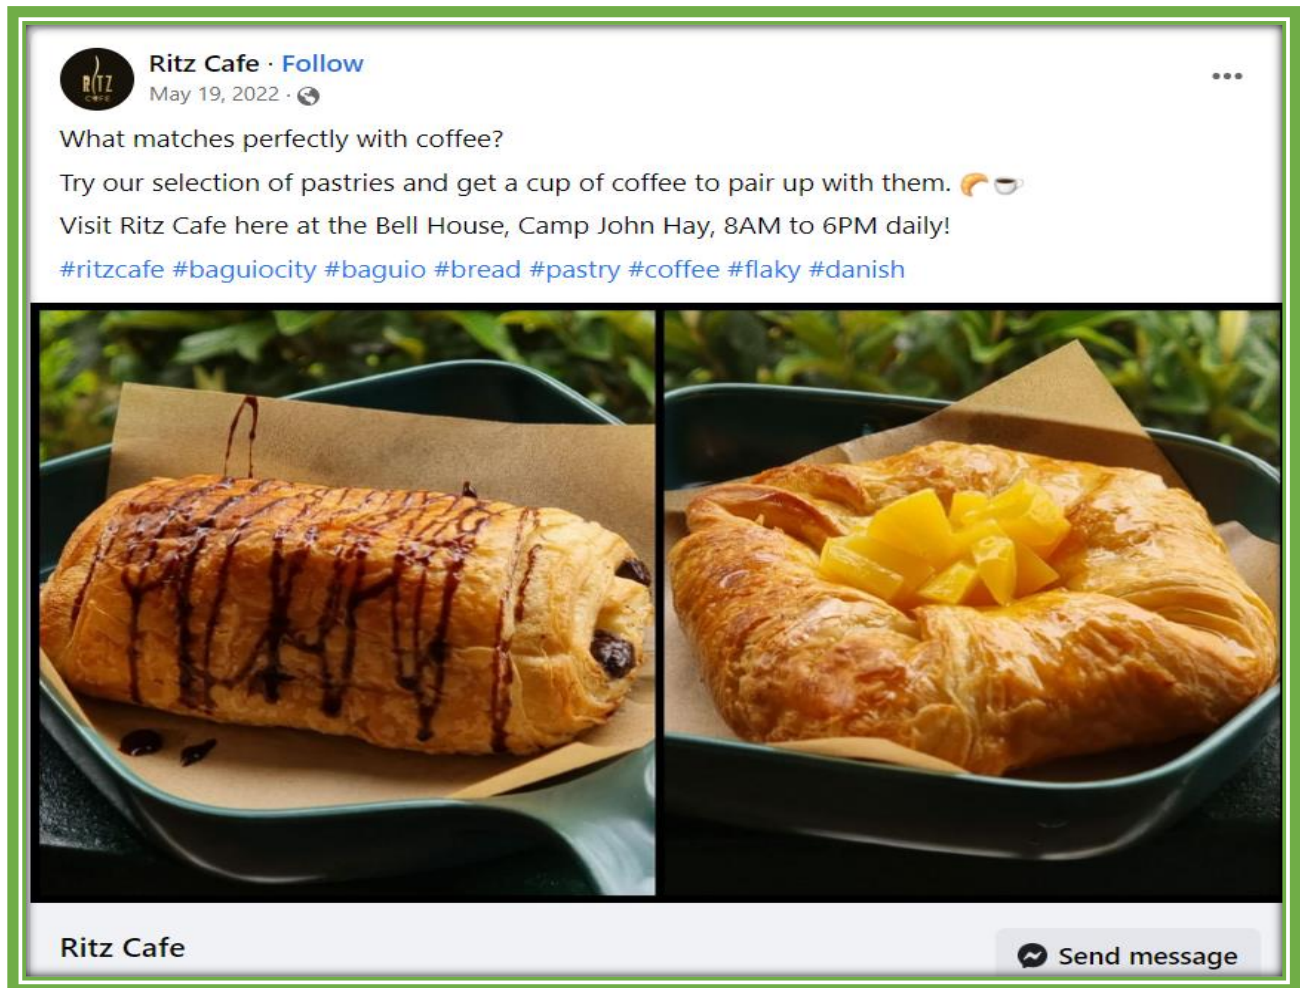 RITZ
CAFE
Ritz Cafe · Follow
May 19, 2022 ·
What matches perfectly with coffee?
Try our selection of pastries and get a cup of coffee to pair up with them. 🥐☕
Visit Ritz Cafe here at the Bell House, Camp John Hay, 8AM to 6PM daily!
#ritzcafe #baguiocity #baguio #bread #pastry #coffee #flaky #danish
Ritz Cafe
Send message